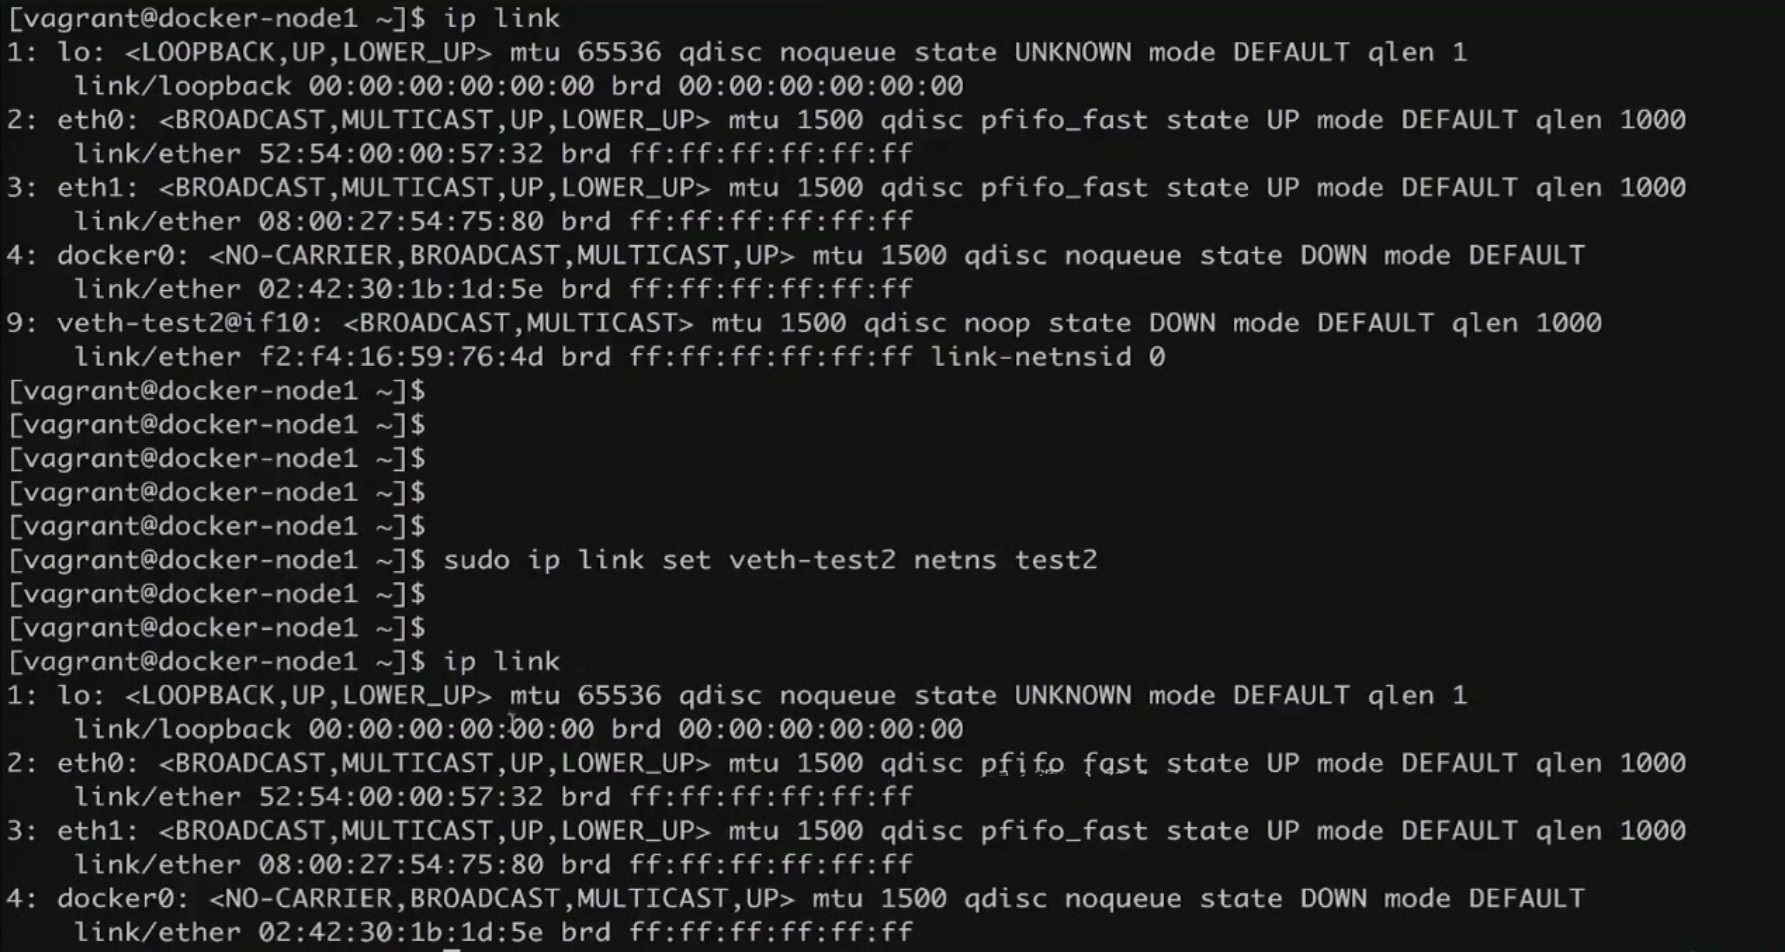 [vagrant@docker-node1 ~]$ ip link
1: lo: <LOOPBACK,UP,LOWER_UP> mtu 65536 qdisc noqueue state UNKNOWN mode DEFAULT qlen 1
    link/loopback 00:00:00:00:00:00 brd 00:00:00:00:00:00
2: eth0: <BROADCAST,MULTICAST,UP,LOWER_UP> mtu 1500 qdisc pfifo_fast state UP mode DEFAULT qlen 1000
    link/ether 52:54:00:00:57:32 brd ff:ff:ff:ff:ff:ff
3: eth1: <BROADCAST,MULTICAST,UP,LOWER_UP> mtu 1500 qdisc pfifo_fast state UP mode DEFAULT qlen 1000
    link/ether 08:00:27:54:75:80 brd ff:ff:ff:ff:ff:ff
4: docker0: <NO-CARRIER,BROADCAST,MULTICAST,UP> mtu 1500 qdisc noqueue state DOWN mode DEFAULT
    link/ether 02:42:30:1b:1d:5e brd ff:ff:ff:ff:ff:ff
9: veth-test2@if10: <BROADCAST,MULTICAST> mtu 1500 qdisc noop state DOWN mode DEFAULT qlen 1000
    link/ether f2:f4:16:59:76:4d brd ff:ff:ff:ff:ff:ff link-netnsid 0
[vagrant@docker-node1 ~]$
[vagrant@docker-node1 ~]$
[vagrant@docker-node1 ~]$
[vagrant@docker-node1 ~]$
[vagrant@docker-node1 ~]$
[vagrant@docker-node1 ~]$ sudo ip link set veth-test2 netns test2
[vagrant@docker-node1 ~]$
[vagrant@docker-node1 ~]$
[vagrant@docker-node1 ~]$ ip link
1: lo: <LOOPBACK,UP,LOWER_UP> mtu 65536 qdisc noqueue state UNKNOWN mode DEFAULT qlen 1
    link/loopback 00:00:00:00:00:00 brd 00:00:00:00:00:00
2: eth0: <BROADCAST,MULTICAST,UP,LOWER_UP> mtu 1500 qdisc pfifo_fast state UP mode DEFAULT qlen 1000
    link/ether 52:54:00:00:57:32 brd ff:ff:ff:ff:ff:ff
3: eth1: <BROADCAST,MULTICAST,UP,LOWER_UP> mtu 1500 qdisc pfifo_fast state UP mode DEFAULT qlen 1000
    link/ether 08:00:27:54:75:80 brd ff:ff:ff:ff:ff:ff
4: docker0: <NO-CARRIER,BROADCAST,MULTICAST,UP> mtu 1500 qdisc noqueue state DOWN mode DEFAULT
    link/ether 02:42:30:1b:1d:5e brd ff:ff:ff:ff:ff:ff